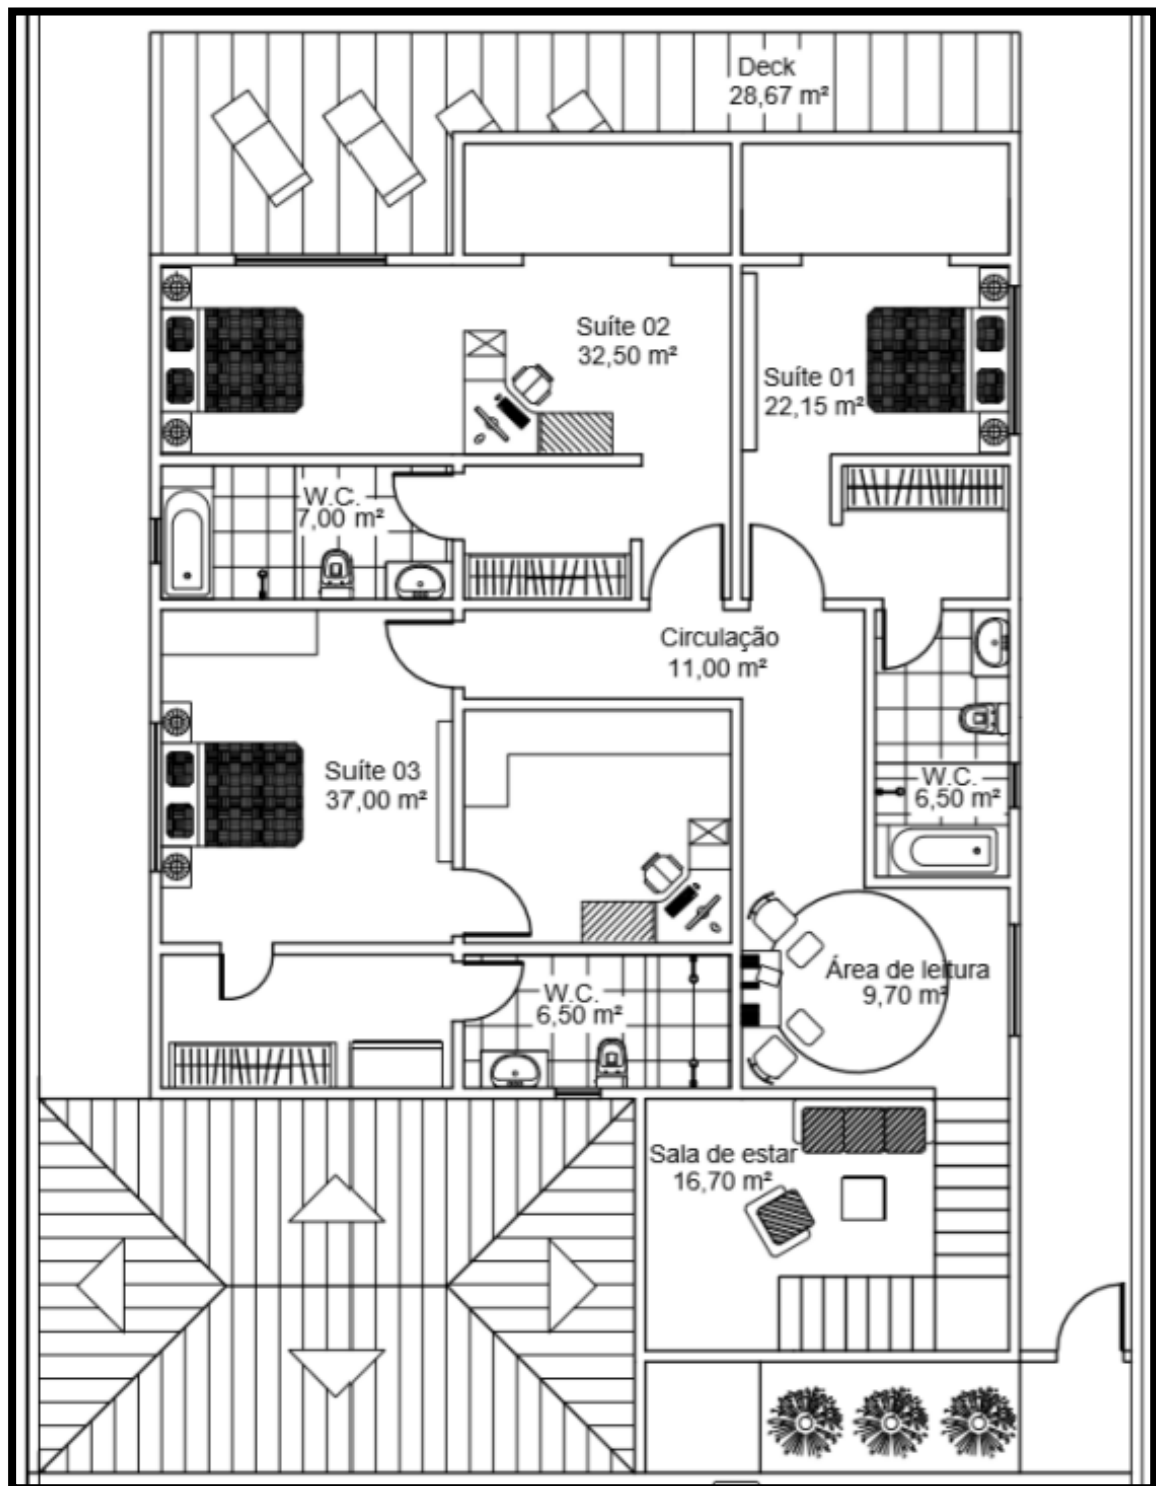 Deck
28,67 m²
Suíte 02
32,50 m²
Suíte 01
22,15 m²
W.C.
7,00 m²
Circulação
11,00 m²
Suíte 03
37,00 m²
W.C.
6,50 m²
Área de leitura
9,70 m²
W.C.
6,50 m²
Sala de estar
16,70 m²